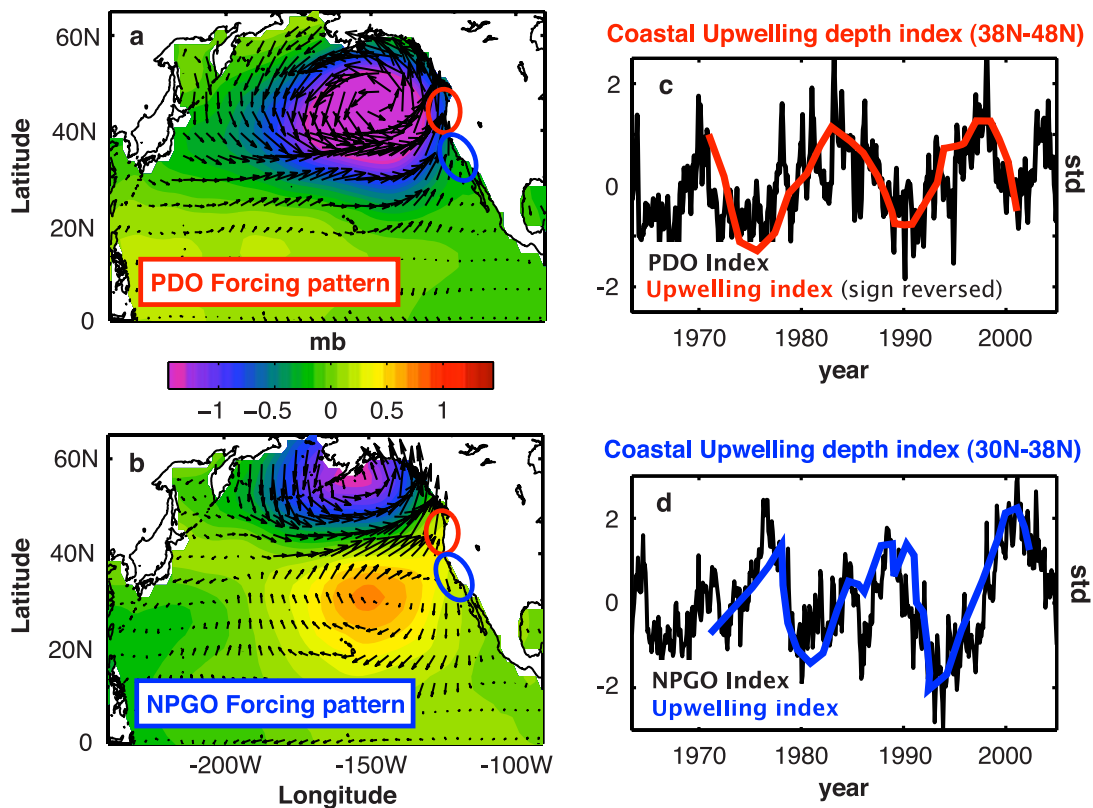 a
60N
40N
20N
0
Latitude
PDO Forcing pattern
mb
−1 −0.5 0 0.5 1
b
60N
40N
20N
0
Latitude
NPGO Forcing pattern
-200W -150W -100W
Longitude
Coastal Upwelling depth index (38N-48N)
c
2
0
-2
std
PDO Index
Upwelling index (sign reversed)
1970 1980 1990 2000
year
Coastal Upwelling depth index (30N-38N)
d
2
0
-2
std
NPGO Index
Upwelling index
1970 1980 1990 2000
year